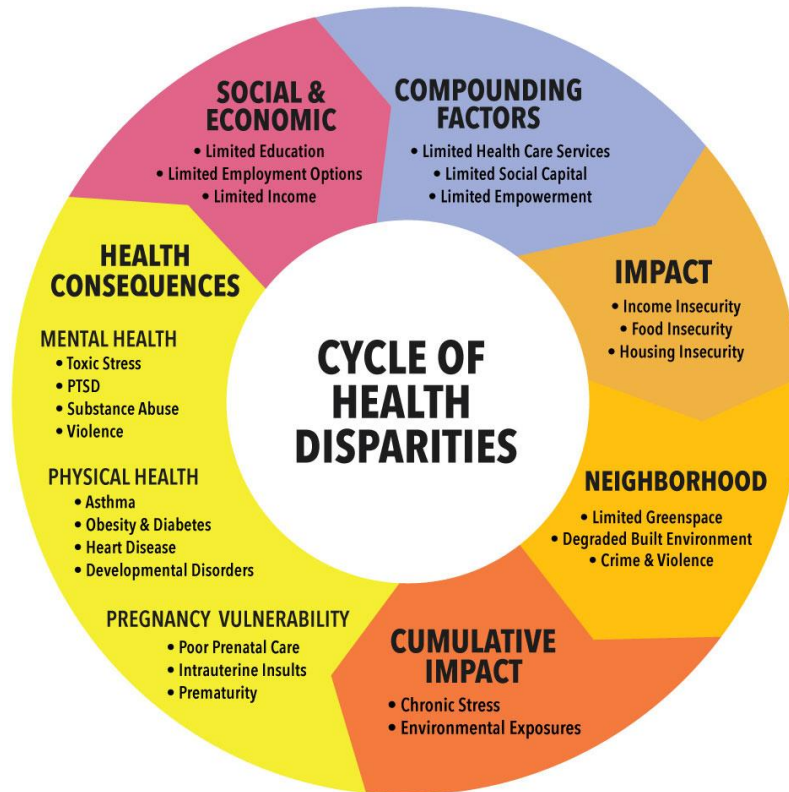 CYCLE OF
HEALTH
DISPARITIES
SOCIAL &
ECONOMIC
• Limited Education
• Limited Employment Options
• Limited Income
COMPOUNDING
FACTORS
• Limited Health Care Services
• Limited Social Capital
• Limited Empowerment
IMPACT
• Income Insecurity
• Food Insecurity
• Housing Insecurity
NEIGHBORHOOD
• Limited Greenspace
• Degraded Built Environment
• Crime & Violence
CUMULATIVE
IMPACT
• Chronic Stress
• Environmental Exposures
HEALTH
CONSEQUENCES
MENTAL HEALTH
• Toxic Stress
• PTSD
• Substance Abuse
• Violence
PHYSICAL HEALTH
• Asthma
• Obesity & Diabetes
• Heart Disease
• Developmental Disorders
PREGNANCY VULNERABILITY
• Poor Prenatal Care
• Intrauterine Insults
• Prematurity